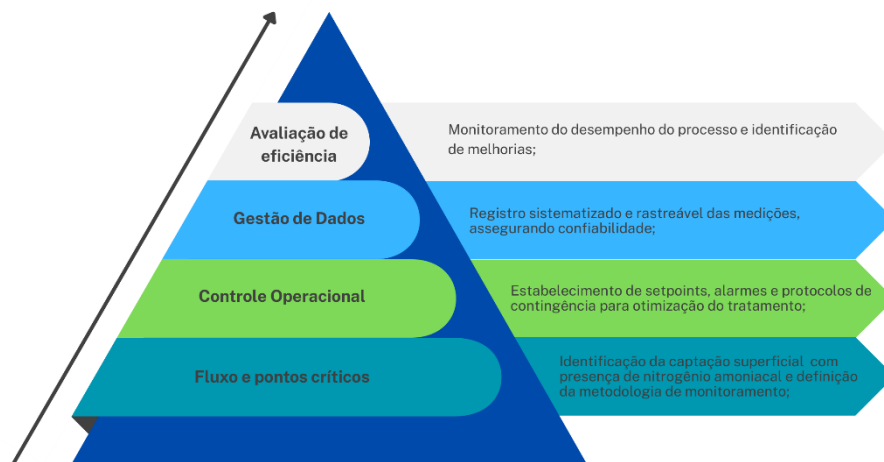 Avaliação de
eficiência
Monitoramento do desempenho do processo e identificação
de melhorias;
Gestão de Dados
Registro sistematizado e rastreável das medições,
assegurando confiabilidade;
Controle Operacional
Estabelecimento de setpoints, alarmes e protocolos de
contingência para otimização do tratamento;
Fluxo e pontos críticos
Identificação da captação superficial com
presença de nitrogênio amoniacal e definição
da metodologia de monitoramento;